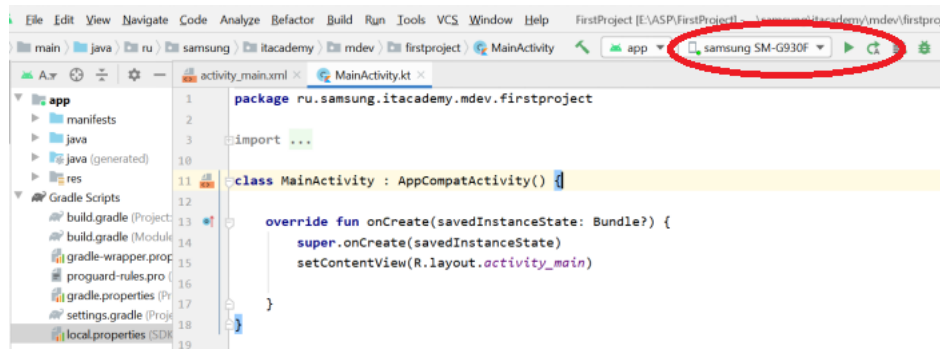 File Edit View Navigate Code Analyze Refactor Build Run Tools VCS Window Help FirstProject [E:\ASP\FirstProject] - ...\samsung\itacademy\mdev\firstpro
main java ru samsung itacademy mdev firstproject MainActivity app samsung SM-G930F
A.. activity_main.xml MainActivity.kt
app
manifests
java
java (generated)
res
Gradle Scripts
build.gradle (Project:
build.gradle (Module
gradle-wrapper.prop
proguard-rules.pro (
gradle.properties (Pr
settings.gradle (Proje
local.properties (SDK
1 package ru.samsung.itacademy.mdev.firstproject
2
3 import ...
10
11 class MainActivity : AppCompatActivity() {
12
13 override fun onCreate(savedInstanceState: Bundle?) {
14 super.onCreate(savedInstanceState)
15 setContentView(R.layout.activity_main)
16
17 }
18 }
19